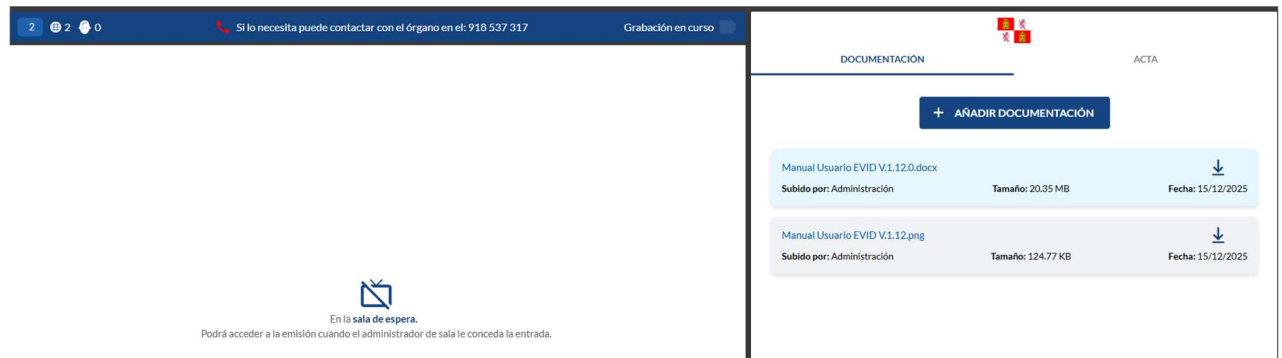 2 2 0 Si lo necesita puede contactar con el órgano en el: 918 537 317 Grabación en curso
En la sala de espera.
Podrá acceder a la emisión cuando el administrador de sala le conceda la entrada.
DOCUMENTACIÓN ACTA
+ AÑADIR DOCUMENTACIÓN
Manual Usuario EVID V.1.12.0.docx
Subido por: Administración Tamaño: 20.35 MB Fecha: 15/12/2025
Manual Usuario EVID V.1.12.png
Subido por: Administración Tamaño: 124.77 KB Fecha: 15/12/2025